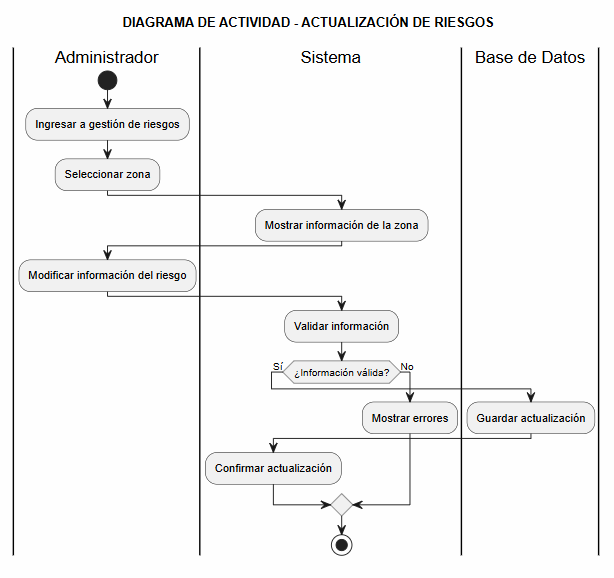 DIAGRAMA DE ACTIVIDAD - ACTUALIZACIÓN DE RIESGOS
Administrador
Sistema
Base de Datos
Ingresar a gestión de riesgos
Seleccionar zona
Mostrar información de la zona
Modificar información del riesgo
Validar información
Sí
¿Información válida?
No
Mostrar errores
Guardar actualización
Confirmar actualización